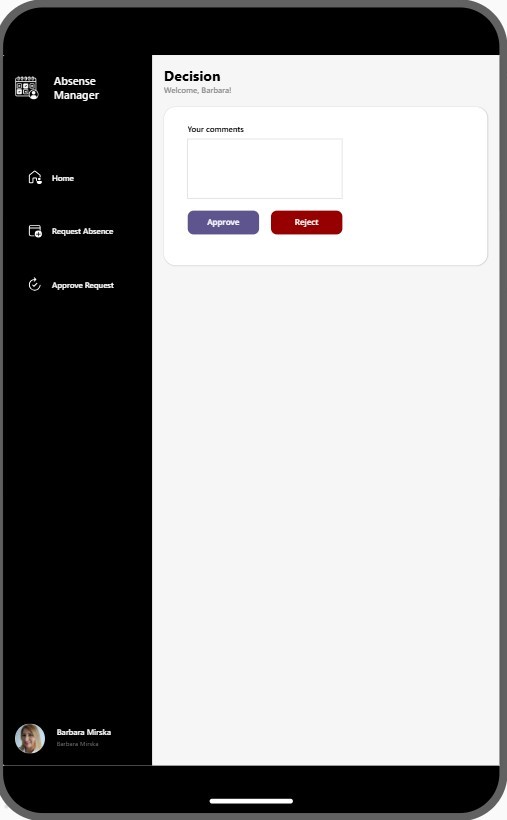 Absense
Manager
Home
Request Absence
Approve Request
Barbara Mirska
Barbara Mirska
Decision
Welcome, Barbara!
Your comments
Approve
Reject